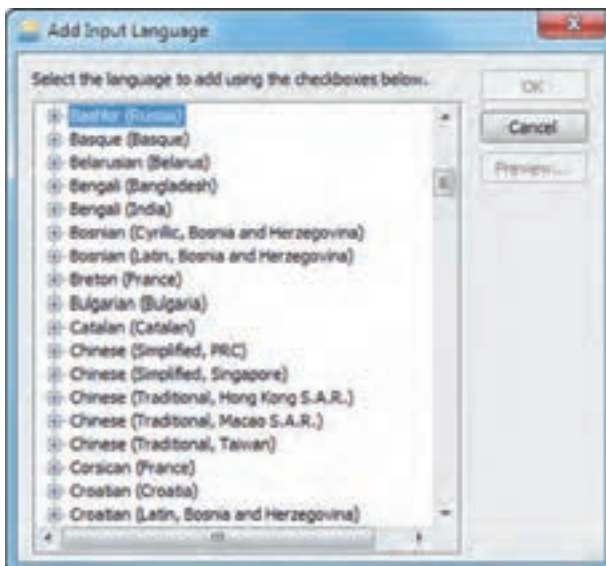 Add Input Language
Select the language to add using the checkboxes below.
Bashkir (Russia)
Basque (Basque)
Belarusian (Belarus)
Bengali (Bangladesh)
Bengali (India)
Bosnian (Cyrillic, Bosnia and Herzegovina)
Bosnian (Latin, Bosnia and Herzegovina)
Breton (France)
Bulgarian (Bulgaria)
Catalan (Catalan)
Chinese (Simplified, PRC)
Chinese (Simplified, Singapore)
Chinese (Traditional, Hong Kong S.A.R.)
Chinese (Traditional, Macao S.A.R.)
Chinese (Traditional, Taiwan)
Corsican (France)
Croatian (Croatia)
Croatian (Latin, Bosnia and Herzegovina)
OK
Cancel
Preview...